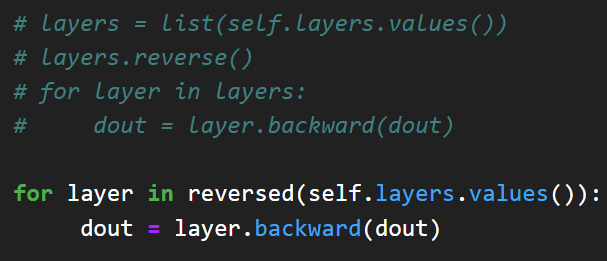 # layers = list(self.layers.values())
# layers.reverse()
# for layer in layers:
#     dout = layer.backward(dout)
for layer in reversed(self.layers.values()):
     dout = layer.backward(dout)